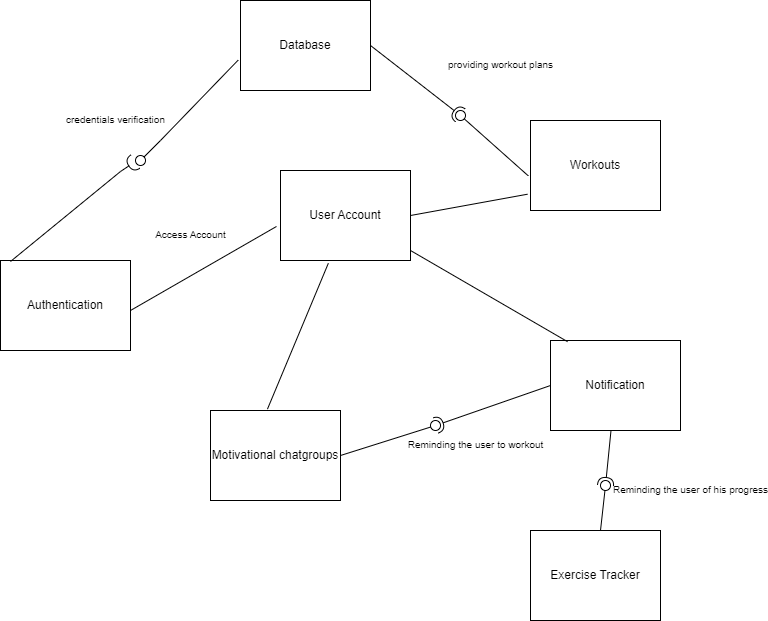 Database
providing workout plans
credentials verification
Workouts
User Account
Access Account
Authentication
Notification
Reminding the user to workout
Motivational chatgroups
Reminding the user of his progress
Exercise Tracker